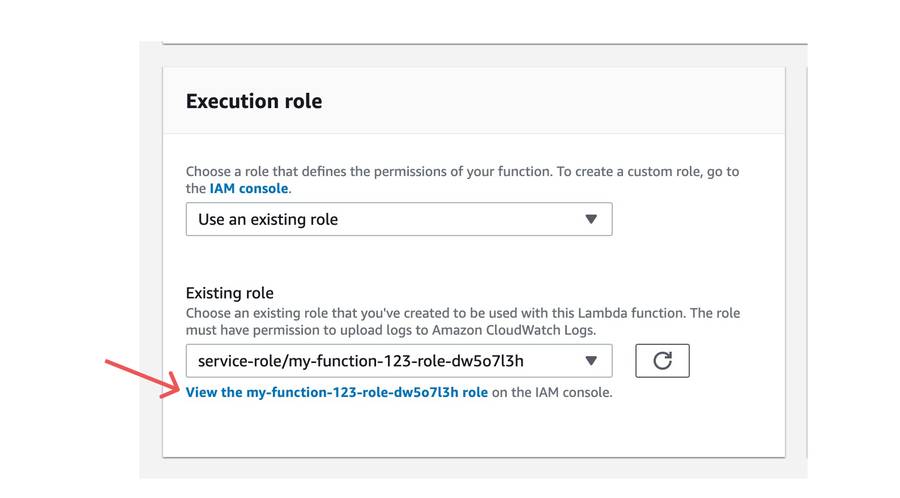 Execution role
Choose a role that defines the permissions of your function. To create a custom role, go to
the IAM console.
Use an existing role
Existing role
Choose an existing role that you've created to be used with this Lambda function. The role
must have permission to upload logs to Amazon CloudWatch Logs.
service-role/my-function-123-role-dw5o7l3h
View the my-function-123-role-dw5o7l3h role on the IAM console.